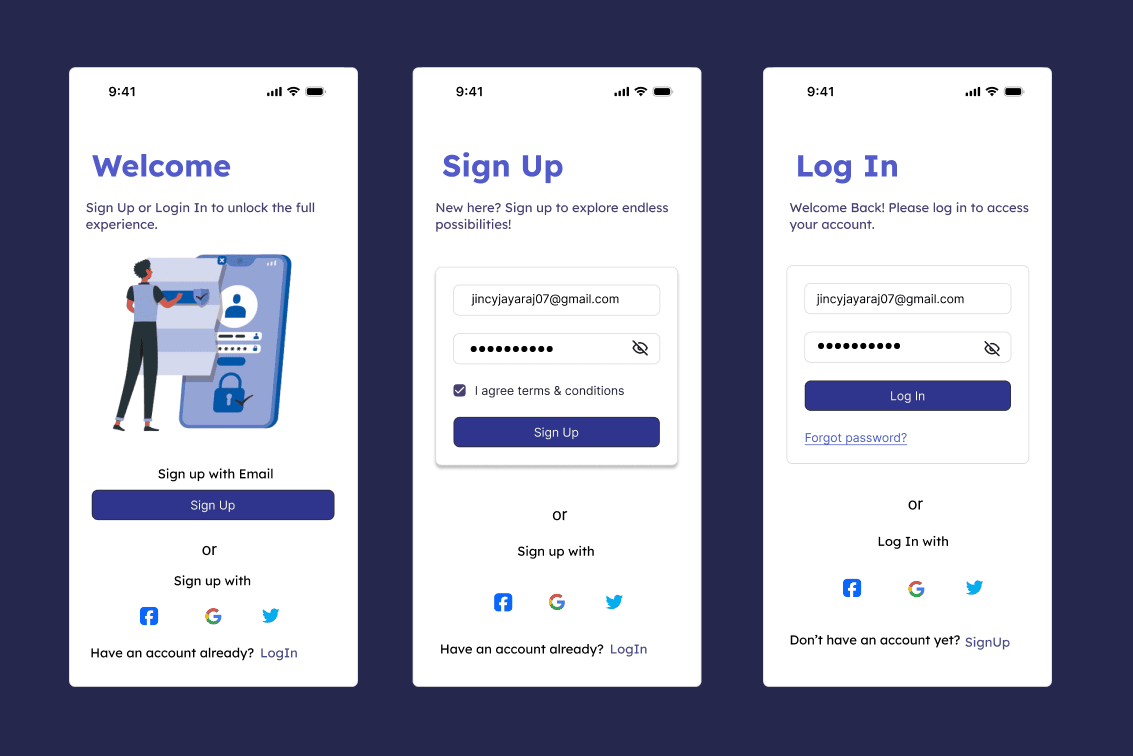 9:41
Welcome
Sign Up or Login In to unlock the full
experience.
Sign up with Email
Sign Up
or
Sign up with
Have an account already? LogIn
9:41
Sign Up
New here? Sign up to explore endless
possibilities!
jincyjayaraj07@gmail.com
I agree terms & conditions
Sign Up
or
Sign up with
Have an account already? LogIn
9:41
Log In
Welcome Back! Please log in to access
your account.
jincyjayaraj07@gmail.com
Log In
Forgot password?
or
Log In with
Don't have an account yet? SignUp